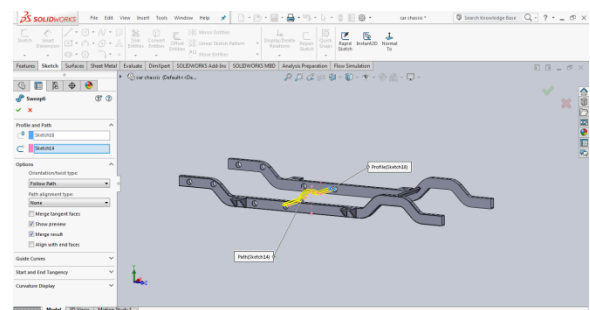 SOLIDWORKS File Edit View Insert Tools Window Help car chassis * Search Knowledge Base
Sketch Smart Dimension Trim Entities Convert Entities Offset Entities Mirror Entities
Linear Sketch Pattern
Move Entities
Display/Delete Relations Repair Sketch Quick Snaps Rapid Sketch Instant2D Normal To
Features Sketch Surfaces Sheet Metal Evaluate DimXpert SOLIDWORKS Add-Ins SOLIDWORKS MBD Analysis Preparation Flow Simulation
car chassis (Default<<De...
Sweep6
Profile and Path
Sketch18
Sketch14
Options
Orientation/twist type:
Follow Path
Path alignment type:
None
Merge tangent faces
Show preview
Merge result
Align with end faces
Guide Curves
Start and End Tangency
Curvature Display
Profile(Sketch18)
Path(Sketch14)
Model 3D Views Motion Study 1